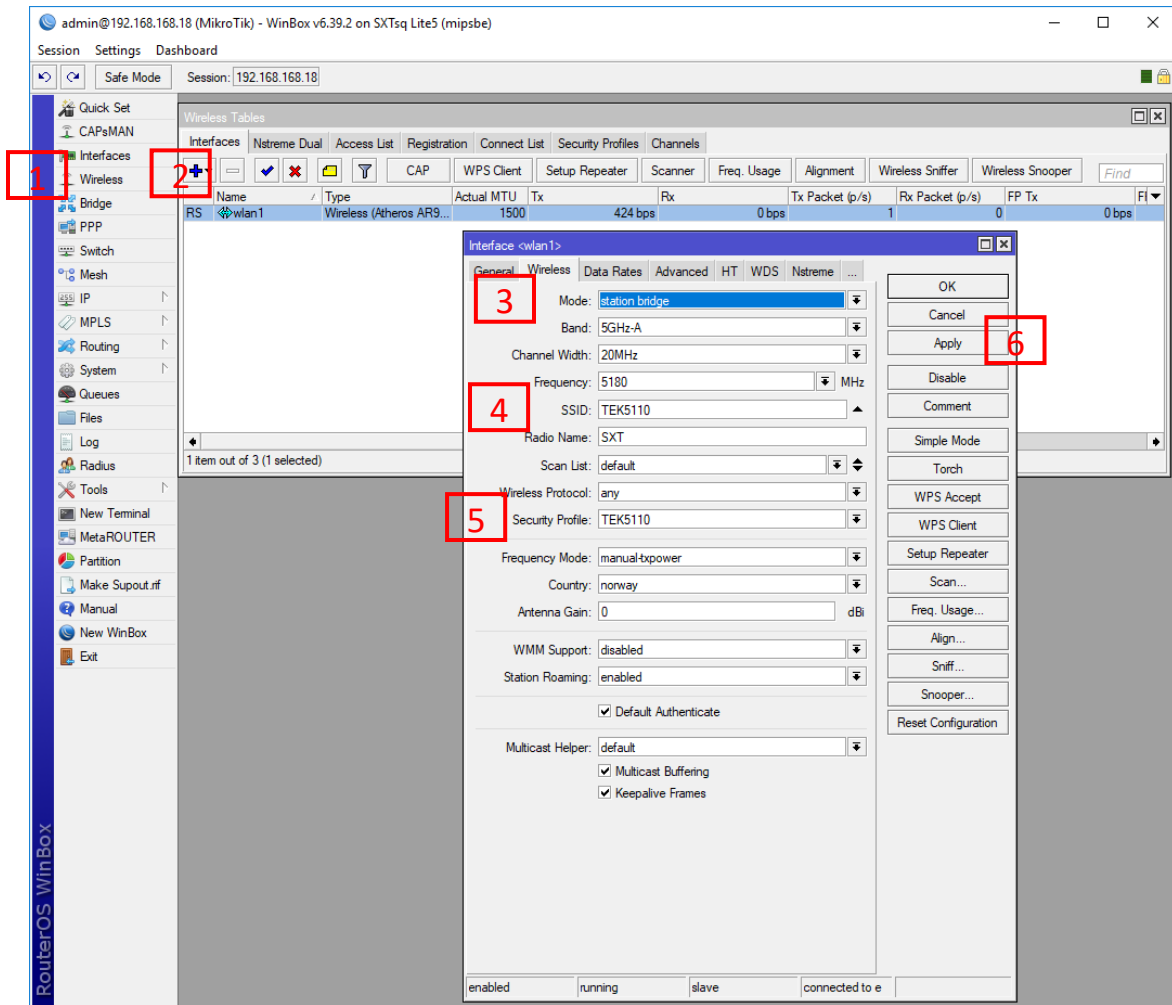 admin@192.168.168.18 (MikroTik) - WinBox v6.39.2 on SXTsq Lite5 (mipsbe)
Session Settings Dashboard
Safe Mode Session: 192.168.168.18
Quick Set
CAPsMAN
Interfaces
1
Wireless
Bridge
PPP
Switch
Mesh
IP
MPLS
Routing
System
Queues
Files
Log
Radius
Tools
New Terminal
MetaROUTER
Partition
Make Supout.rif
Manual
New WinBox
Exit
RouterOS WinBox
Wireless Tables
Interfaces Nstreme Dual Access List Registration Connect List Security Profiles Channels
2 CAP WPS Client Setup Repeater Scanner Freq. Usage Alignment Wireless Sniffer Wireless Snooper Find
Name Type Actual MTU Tx Rx Tx Packet (p/s) Rx Packet (p/s) FP Tx
RS wlan1 Wireless (Atheros AR9... 1500 424 bps 0 bps 1 0 0 bps
1 item out of 3 (1 selected)
Interface <wlan1>
General Wireless Data Rates Advanced HT WDS Nstreme ...
3
Mode: station bridge
Band: 5GHz-A
Channel Width: 20MHz
Frequency: 5180 MHz
4
SSID: TEK5110
Radio Name: SXT
Scan List: default
Wireless Protocol: any
5
Security Profile: TEK5110
Frequency Mode: manual-txpower
Country: norway
Antenna Gain: 0 dBi
WMM Support: disabled
Station Roaming: enabled
Default Authenticate
Multicast Helper: default
Multicast Buffering
Keepalive Frames
OK
Cancel
Apply
6
Disable
Comment
Simple Mode
Torch
WPS Accept
WPS Client
Setup Repeater
Scan...
Freq. Usage...
Align...
Sniff...
Snooper...
Reset Configuration
enabled running slave connected to e